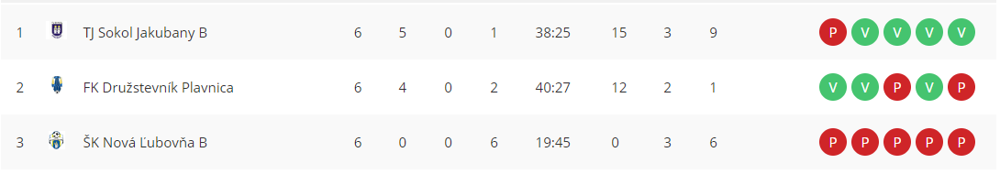 1 TJ Sokol Jakubany B 6 5 0 1 38:25 15 3 9 P V V V V
2 FK Družstevník Plavnica 6 4 0 2 40:27 12 2 1 V V P V P
3 ŠK Nová Ľubovňa B 6 0 0 6 19:45 0 3 6 P P P P P